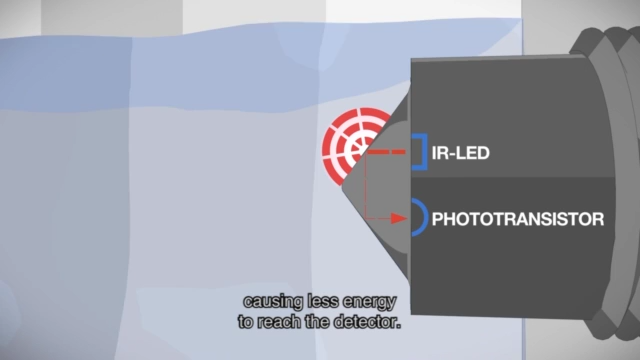 IR-LED
PHOTOTRANSISTOR
causing less energy
to reach the detector.